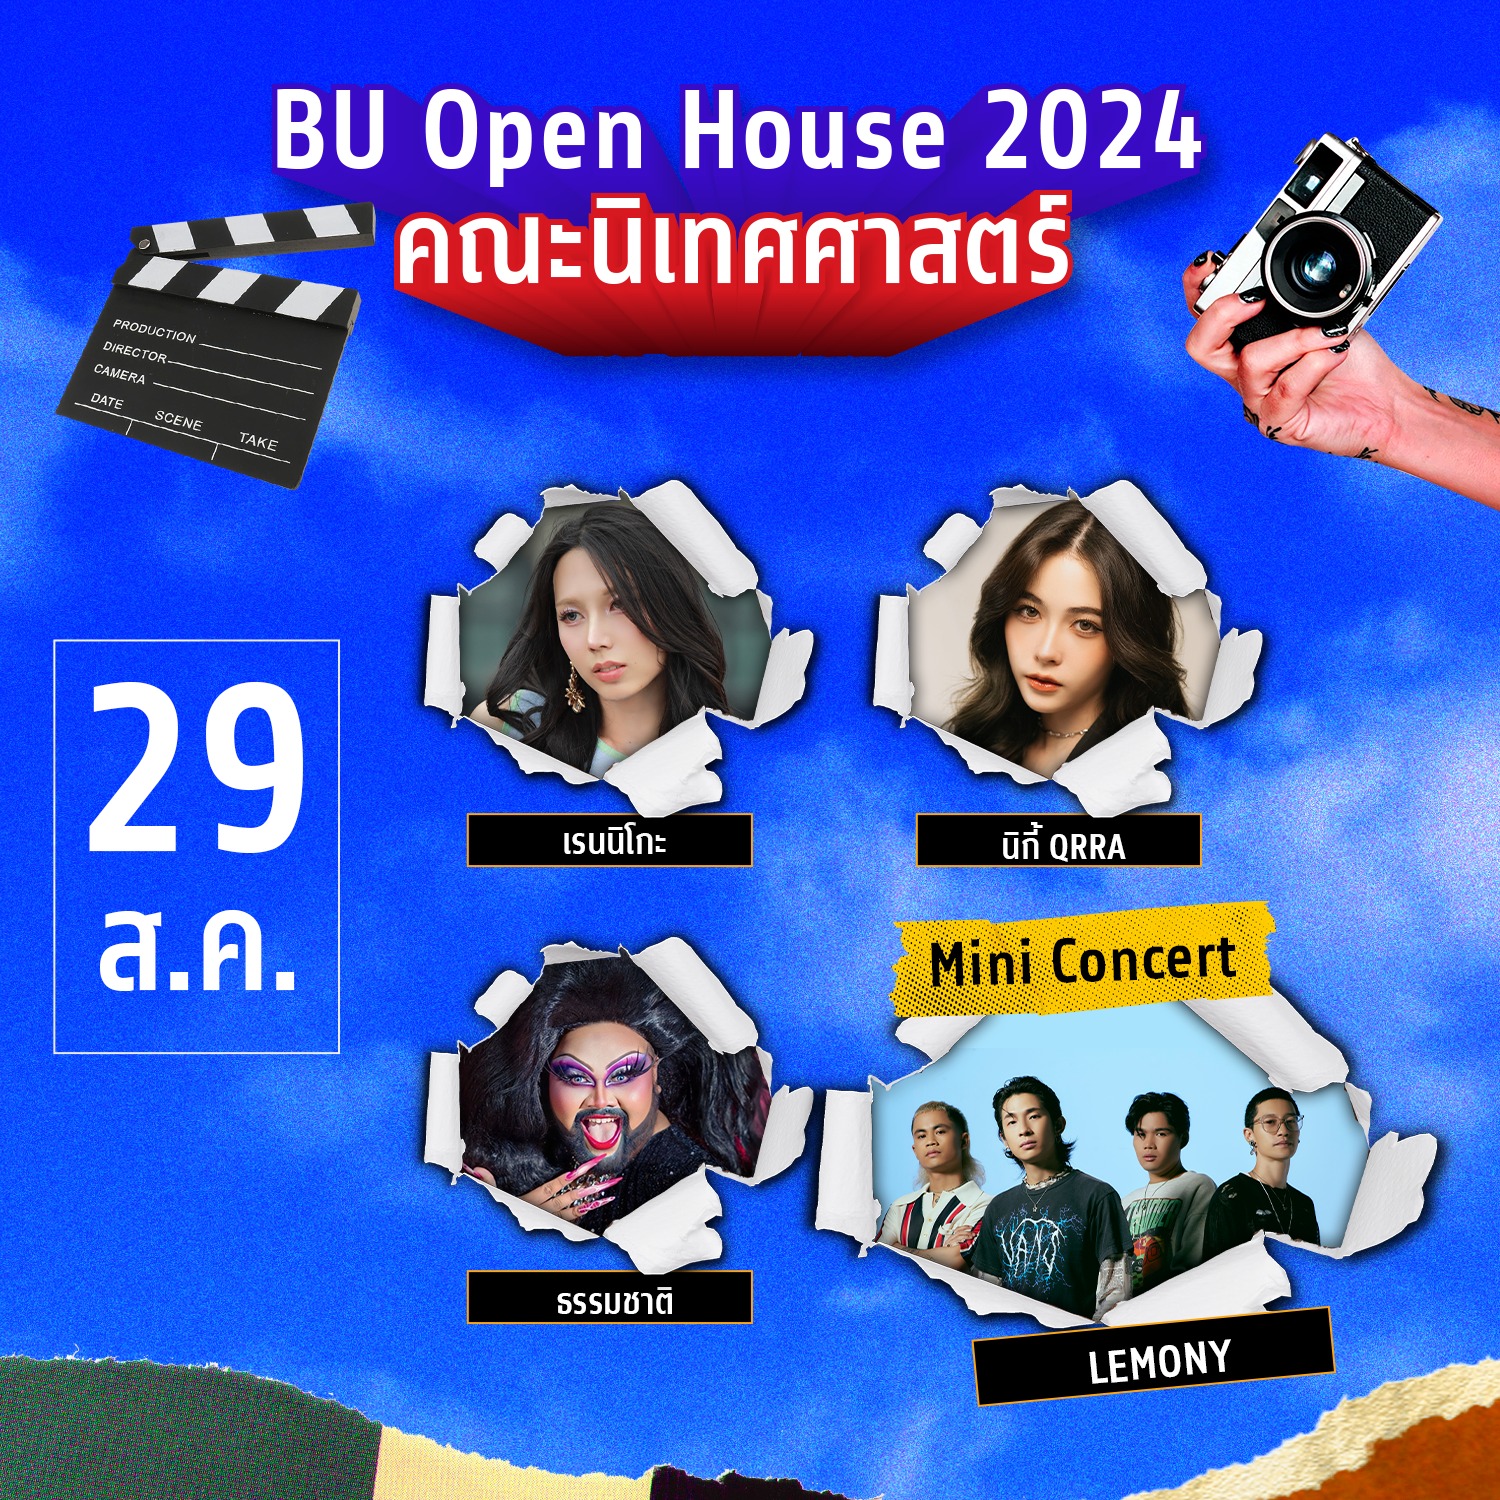 BU Open House 2024
คณะนิเทศศาสตร์
PRODUCTION
DIRECTOR
CAMERA
DATE SCENE TAKE
29
ส.ค.
เรนนิโกะ
นิกี้ QRRA
ธรรมชาติ
Mini Concert
VANS
LEMONY